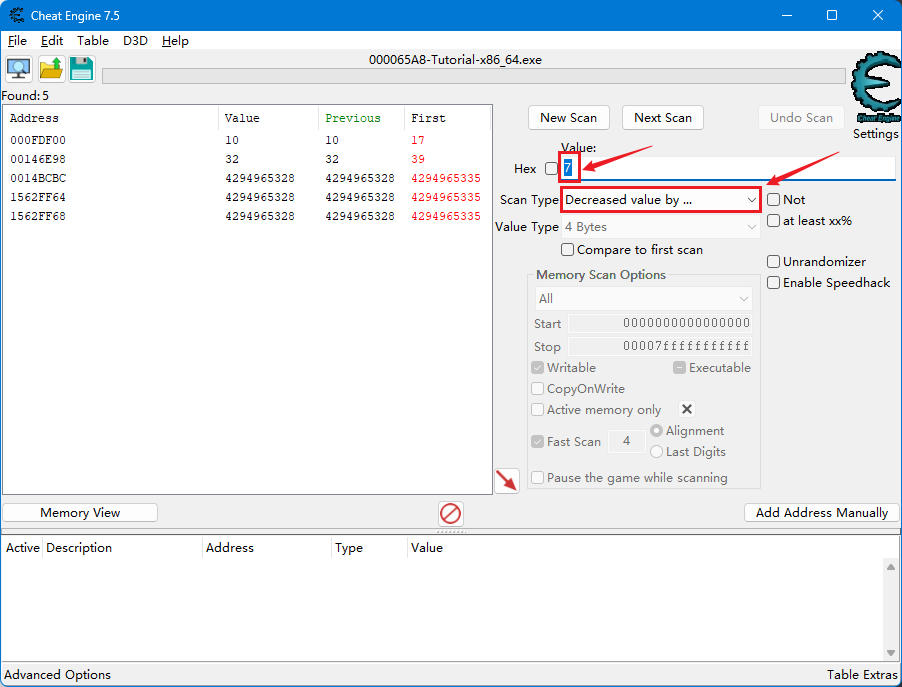 Cheat Engine 7.5
File Edit Table D3D Help
000065A8-Tutorial-x86_64.exe
Found: 5
Address Value Previous First
000FDF00 10 10 17
00146E98 32 32 39
0014BCBC 4294965328 4294965328 4294965335
1562FF64 4294965328 4294965328 4294965335
1562FF68 4294965328 4294965328 4294965335
New Scan Next Scan Undo Scan
Cheat Engine
Settings
Value:
Hex 7
Scan Type Decreased value by ... Not
at least xx%
Value Type 4 Bytes
Compare to first scan
Unrandomizer
Enable Speedhack
Memory Scan Options
All
Start 0000000000000000
Stop 00007fffffffffff
Writable Executable
CopyOnWrite
Active memory only
Fast Scan 4 Alignment
Last Digits
Pause the game while scanning
Memory View Add Address Manually
Active Description Address Type Value
Advanced Options Table Extras